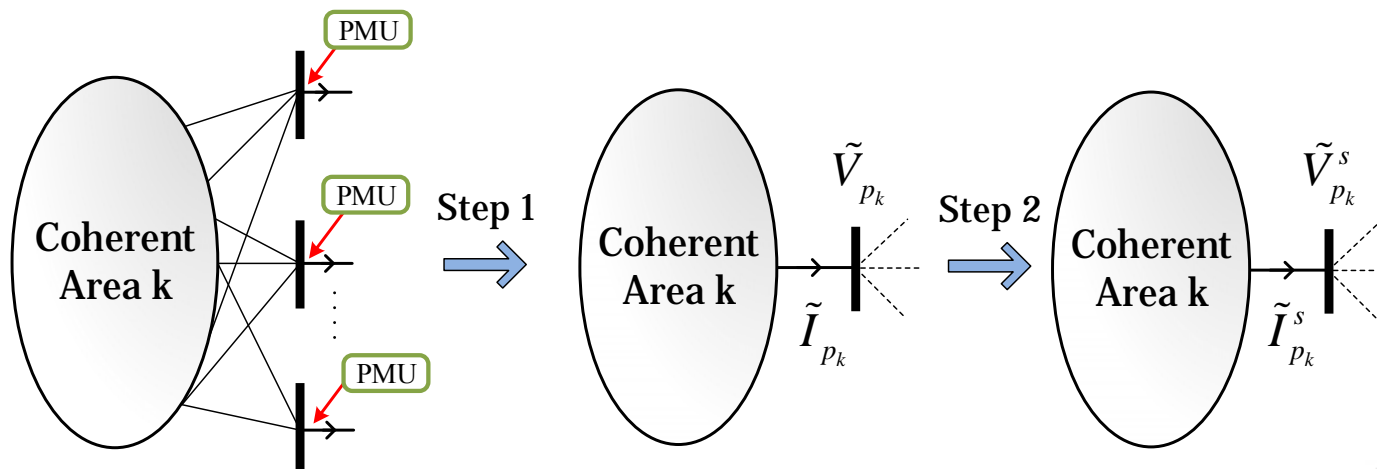 PMU
PMU
PMU
Coherent
Area k
Step 1
Coherent
Area k
Ṽ_{p_k}
Ĩ_{p_k}
Step 2
Coherent
Area k
Ṽ^s_{p_k}
Ĩ^s_{p_k}